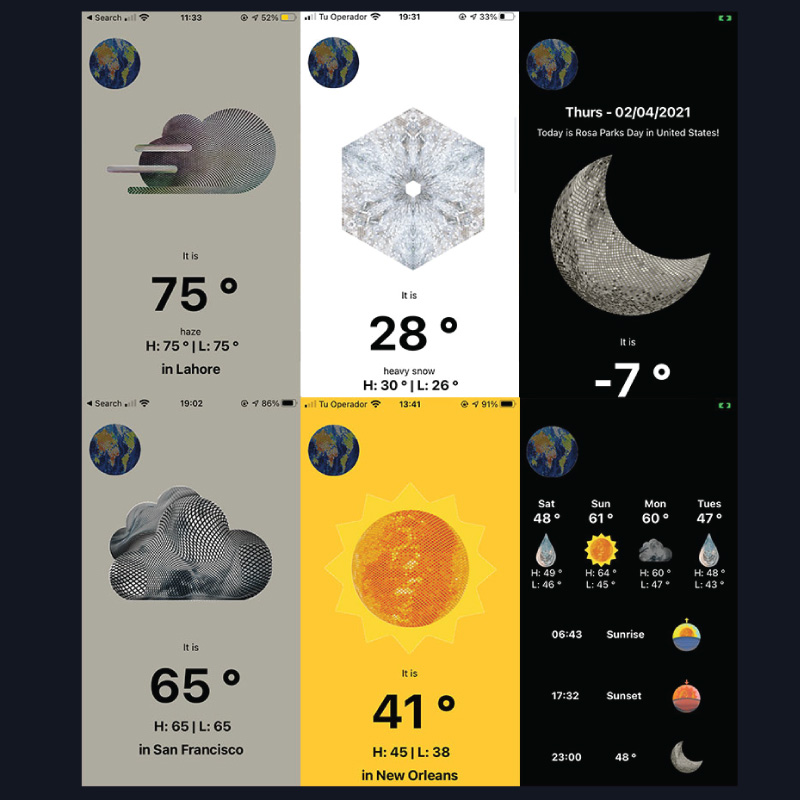 Search 11:33 52%
It is
75 °
haze
H: 75 ° | L: 75 °
in Lahore
Tu Operador 19:31 33%
It is
28 °
heavy snow
H: 30 ° | L: 26 °
Thurs - 02/04/2021
Today is Rosa Parks Day in United States!
It is
-7 °
Search 19:02 86%
It is
65 °
H: 65 | L: 65
in San Francisco
Tu Operador 13:41 91%
It is
41 °
H: 45 | L: 38
in New Orleans
Sat Sun Mon Tues
48 ° 61 ° 60 ° 47 °
H: 49 ° H: 64 ° H: 60 ° H: 48 °
L: 46 ° L: 45 ° L: 47 ° L: 43 °
06:43 Sunrise
17:32 Sunset
23:00 48 °